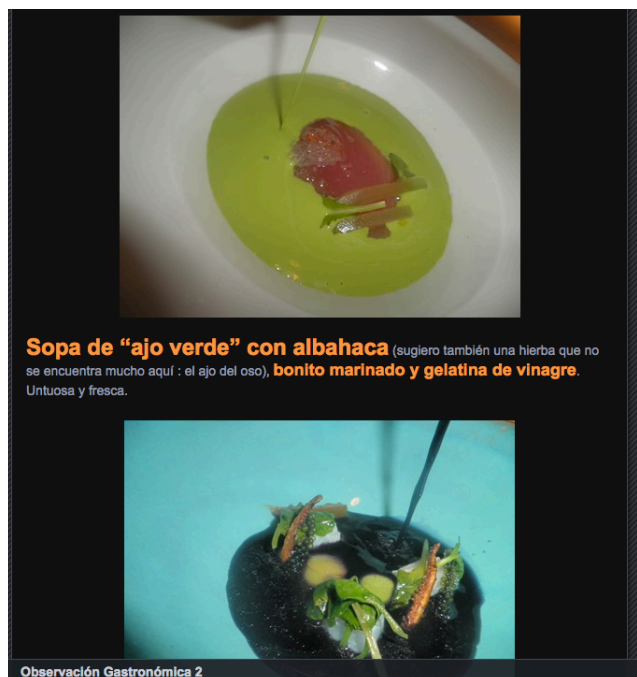 Sopa de “ajo verde” con albahaca (sugiero también una hierba que no
se encuentra mucho aquí : el ajo del oso), bonito marinado y gelatina de vinagre.
Untuosa y fresca.
Observación Gastronómica 2